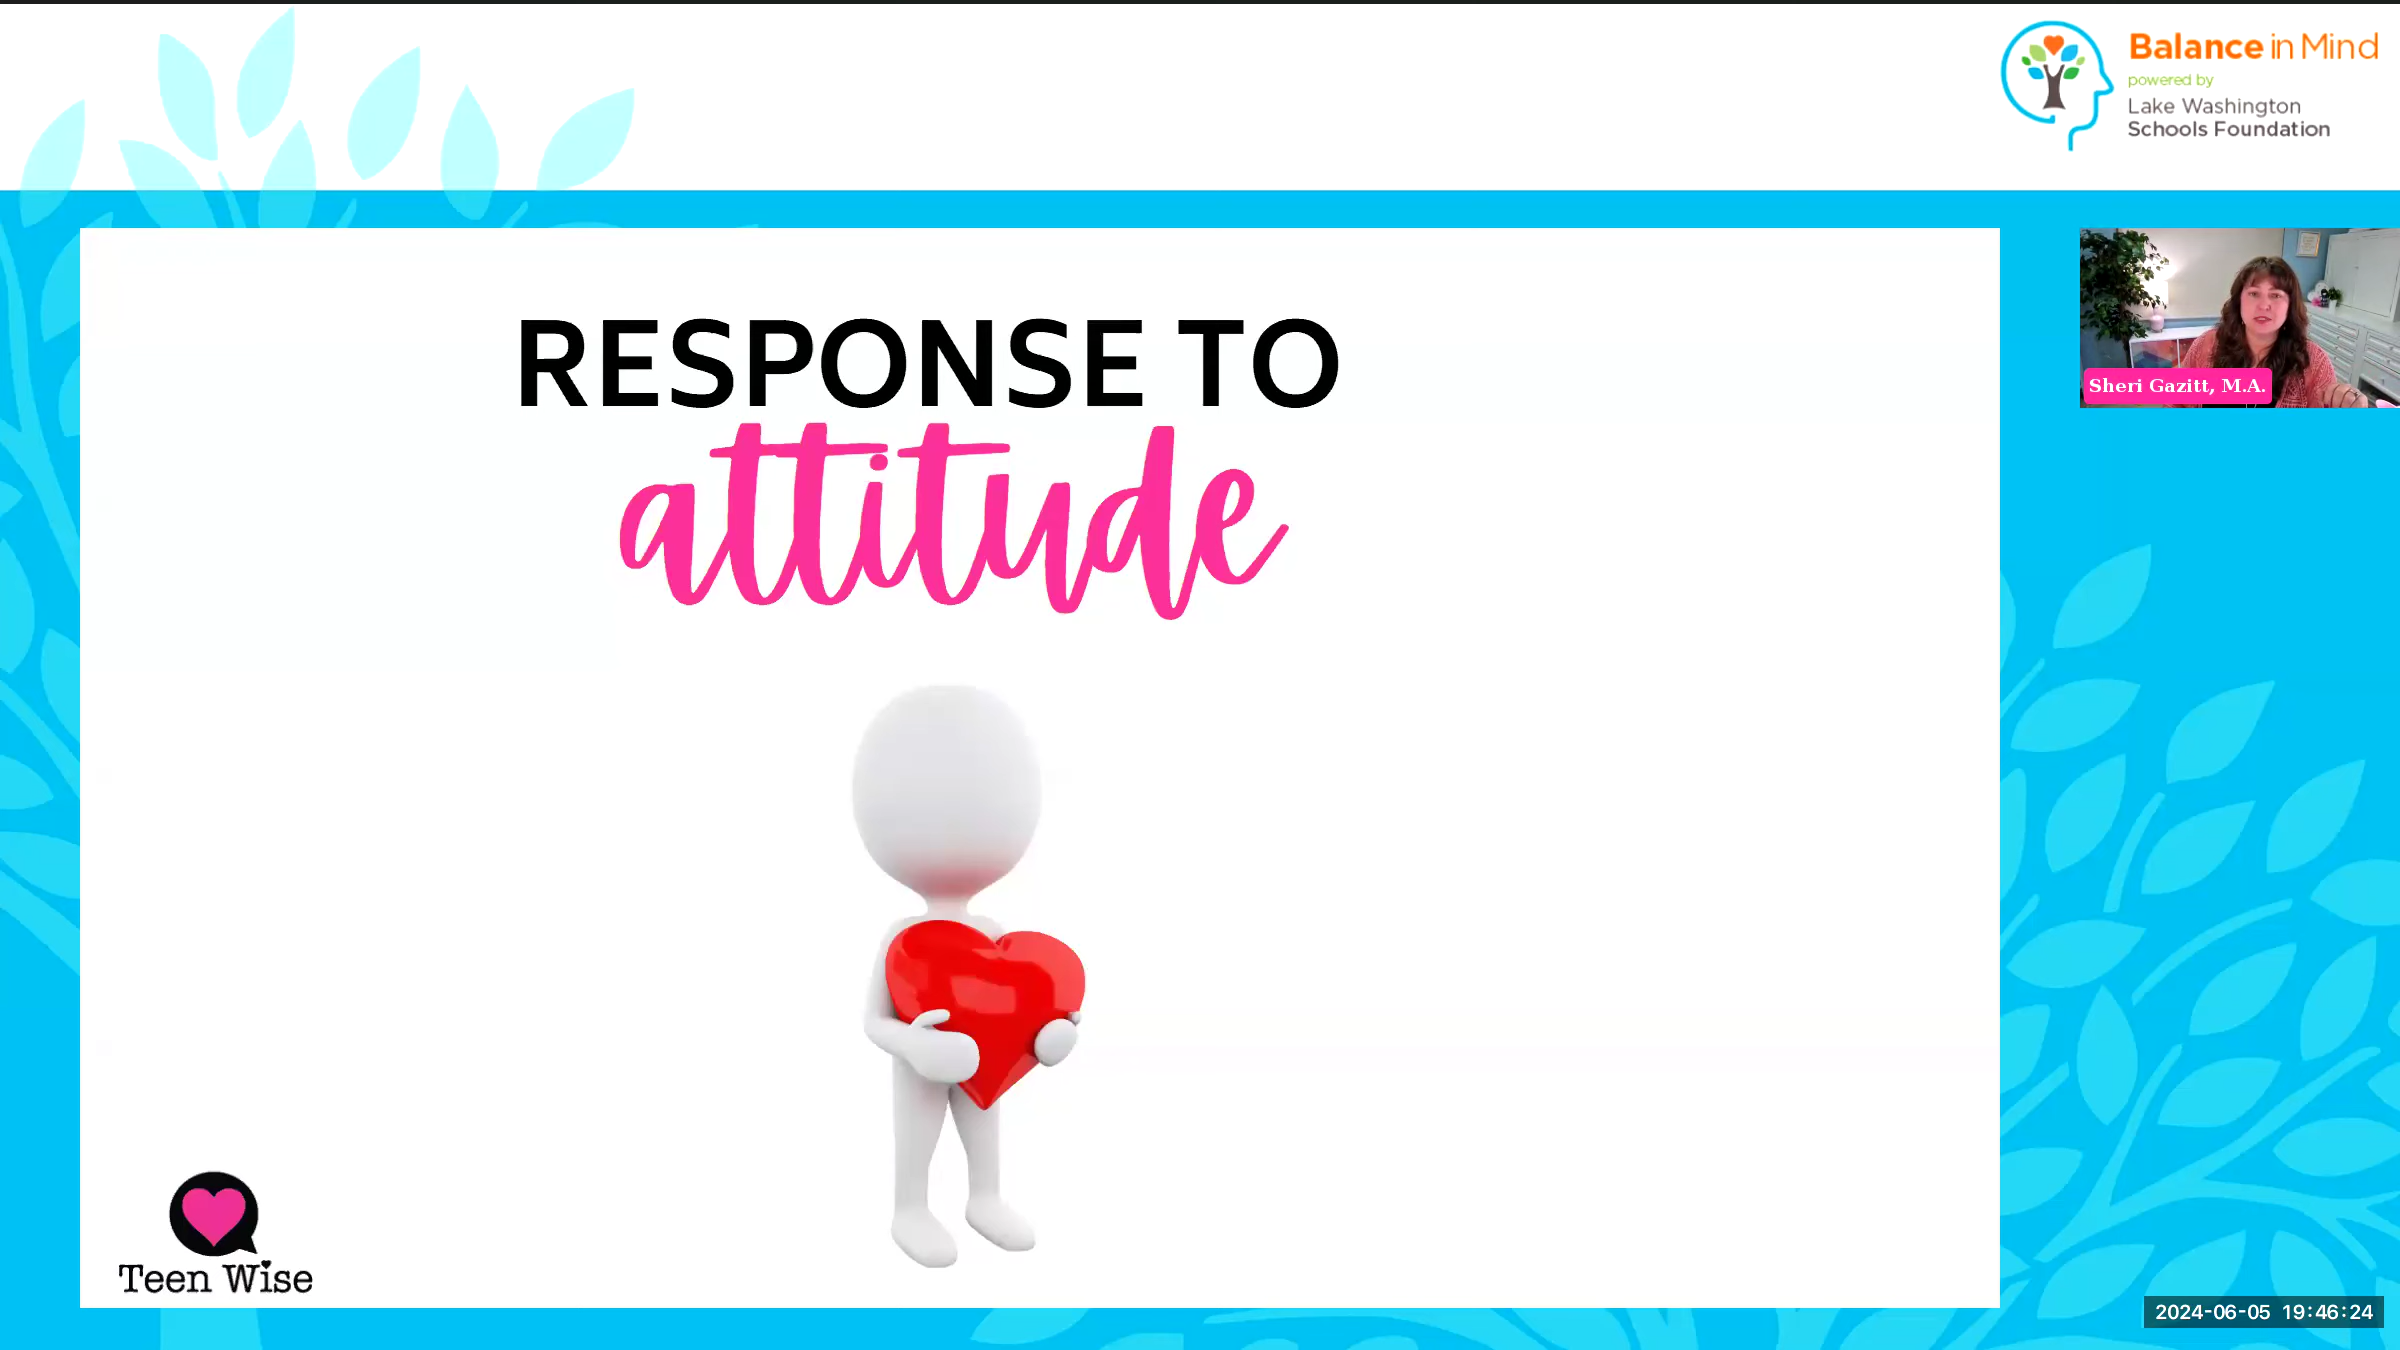 Balance in Mind
powered by
Lake Washington
Schools Foundation
RESPONSE TO
attitude
Sheri Gazitt, M.A.
Teen Wise
2024-06-05 19:46:24